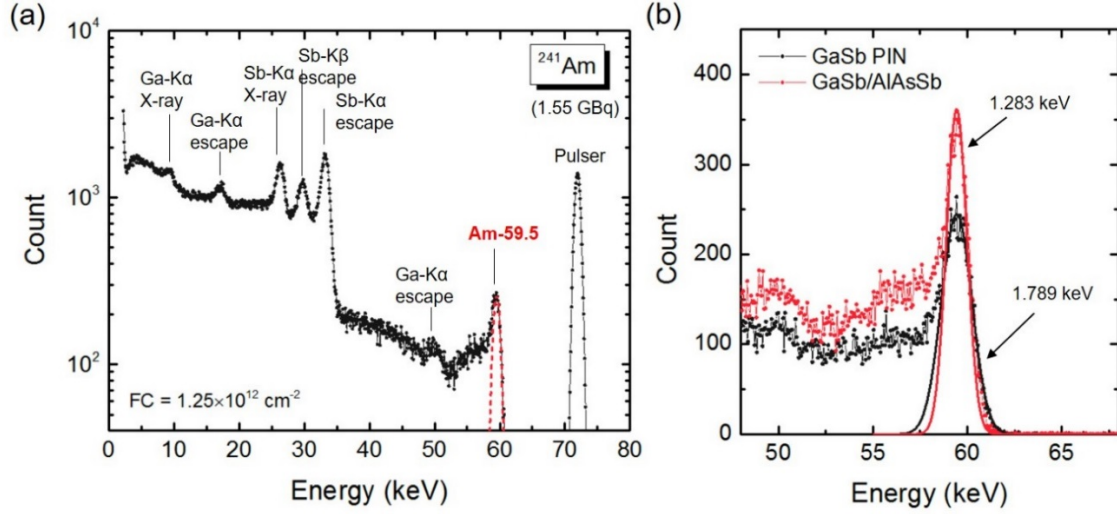 (a)
10⁴
10³
10²
Count
0 10 20 30 40 50 60 70 80
Energy (keV)
Ga-Kα
X-ray
Ga-Kα
escape
Sb-Kα
X-ray
Sb-Kβ
escape
Sb-Kα
escape
²⁴¹Am
(1.55 GBq)
Pulser
Am-59.5
Ga-Kα
escape
FC = 1.25×10¹² cm⁻²
(b)
400
300
200
100
0
Count
50 55 60 65
Energy (keV)
GaSb PIN
GaSb/AlAsSb
1.283 keV
1.789 keV